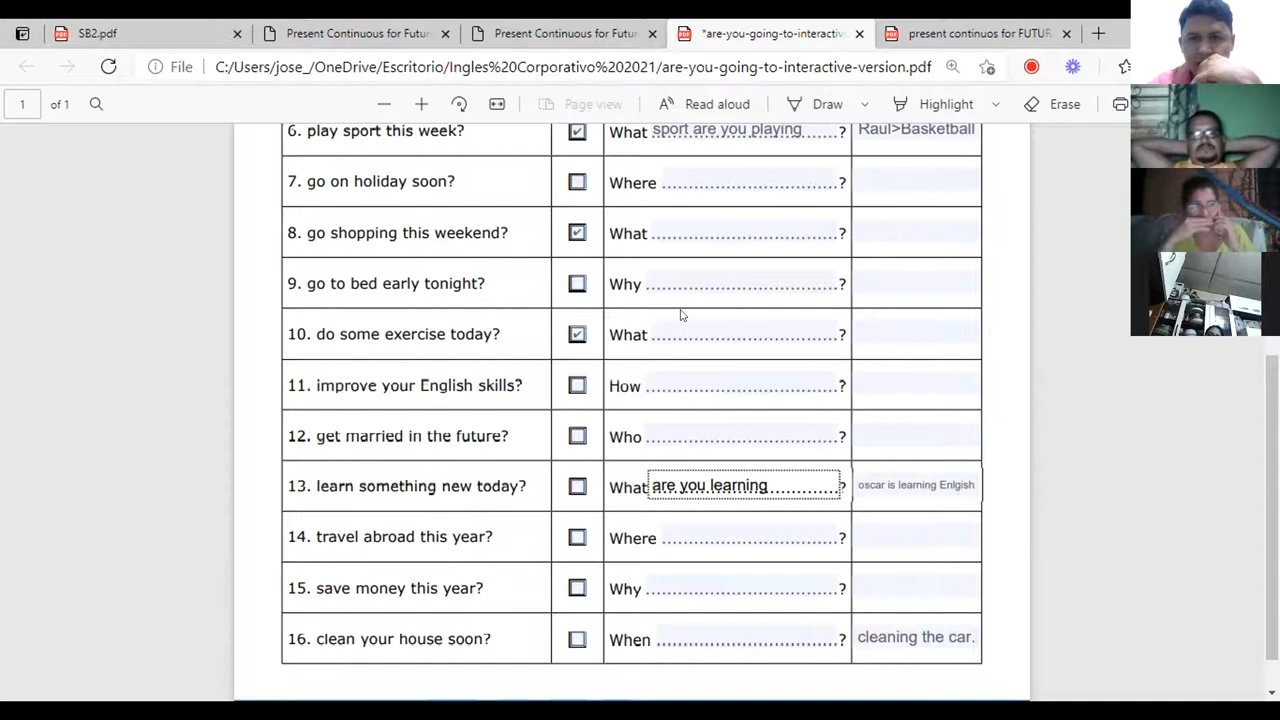 SB2.pdf
Present Continuous for Futur
Present Continuous for Futur
*are-you-going-to-interactive
present continuos for FUTUR
File C:/Users/jose_/OneDrive/Escritorio/Ingles%20Corporativo%202021/are-you-going-to-interactive-version.pdf
1 of 1 Page view Read aloud Draw Highlight Erase
6. play sport this week? What sport are you playing ? Raul>Basketball
7. go on holiday soon? Where ....................................?
8. go shopping this weekend? What ....................................?
9. go to bed early tonight? Why ....................................?
10. do some exercise today? What ....................................?
11. improve your English skills? How ....................................?
12. get married in the future? Who ....................................?
13. learn something new today? What are you learning ............? oscar is learning Enlgish
14. travel abroad this year? Where ....................................?
15. save money this year? Why ....................................?
16. clean your house soon? When ....................................? cleaning the car.